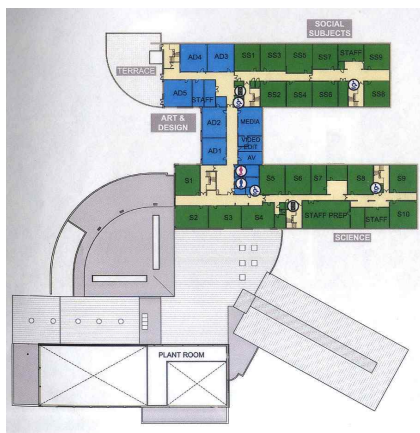 SOCIAL
SUBJECTS
AD4
AD3
SS1
SS3
SS5
SS7
STAFF
SS9
TERRACE
AD5
STAFF
SS2
SS4
SS6
SS8
ART &
DESIGN
AD2
MEDIA
VIDEO
EDIT
AD1
AV
S1
S5
S6
S7
S9
S2
S3
S4
STAFF PREP
STAFF
S10
SCIENCE
PLANT ROOM